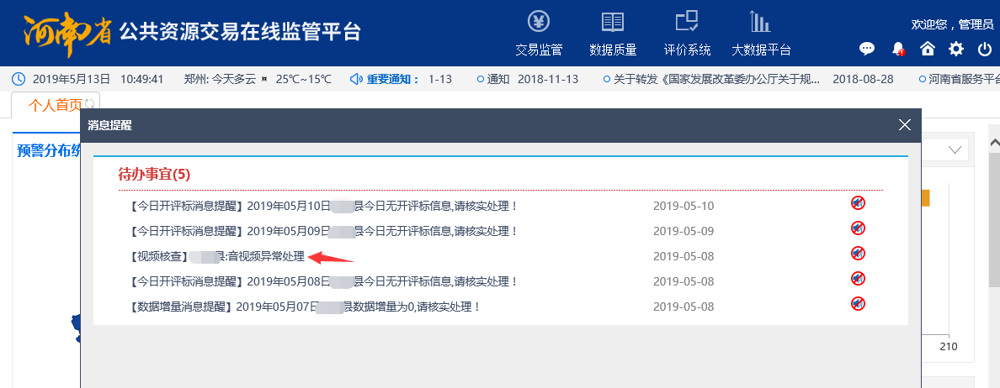 河南省 公共资源交易在线监管平台
交易监管 数据质量 评价系统 大数据平台
欢迎您，管理员
2019年5月13日 10:49:41 郑州: 今天多云 25℃~15℃ 重要通知： 1-13 通知 2018-11-13 关于转发《国家发展改革委办公厅关于规... 2018-08-28 河南省服务平台
个人首页
消息提醒
预警分布统
待办事宜(5)
【今日开评标消息提醒】2019年05月10日 县今日无开评标信息,请核实处理！ 2019-05-10
【今日开评标消息提醒】2019年05月09日 县今日无开评标信息,请核实处理！ 2019-05-09
【视频核查】 县:音视频异常处理 2019-05-08
【今日开评标消息提醒】2019年05月08日 县今日无开评标信息,请核实处理！ 2019-05-08
【数据增量消息提醒】2019年05月07日 县数据增量为0,请核实处理！ 2019-05-08
210